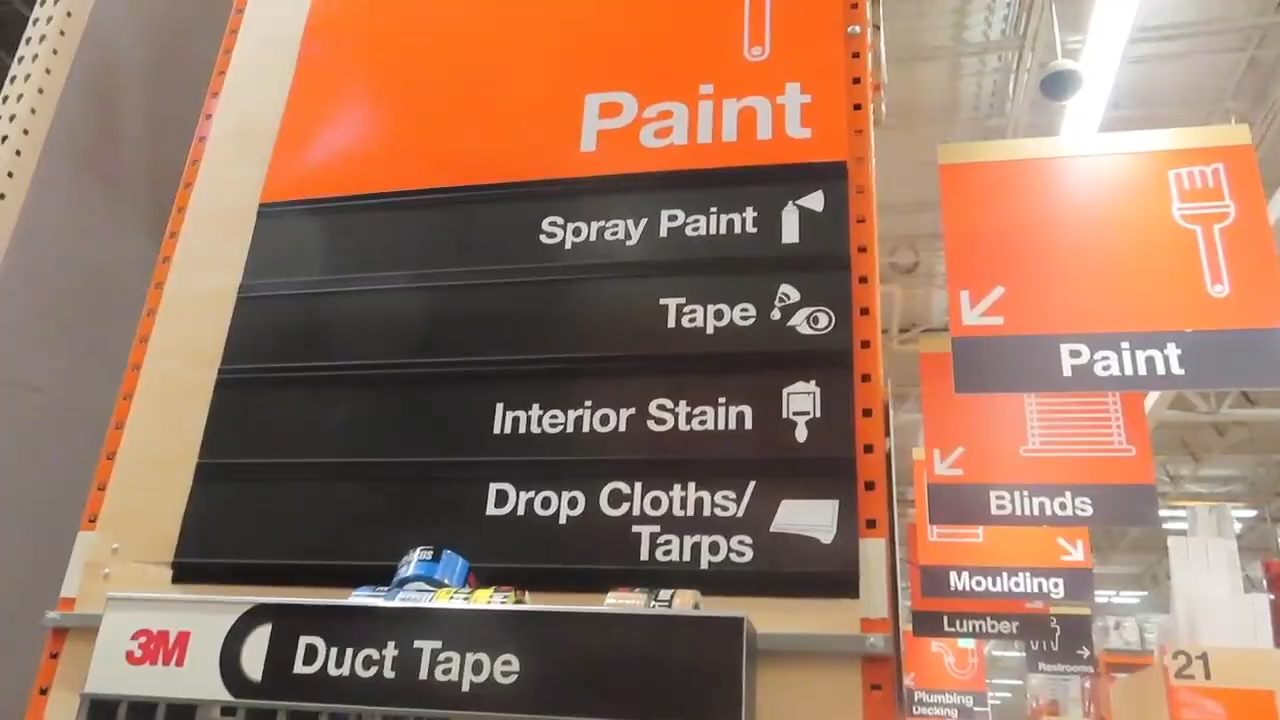 Paint
Spray Paint
Tape
Interior Stain
Drop Cloths/
Tarps
3M
Duct Tape
Paint
Blinds
Moulding
Lumber
Restrooms
Plumbing
Decking
21